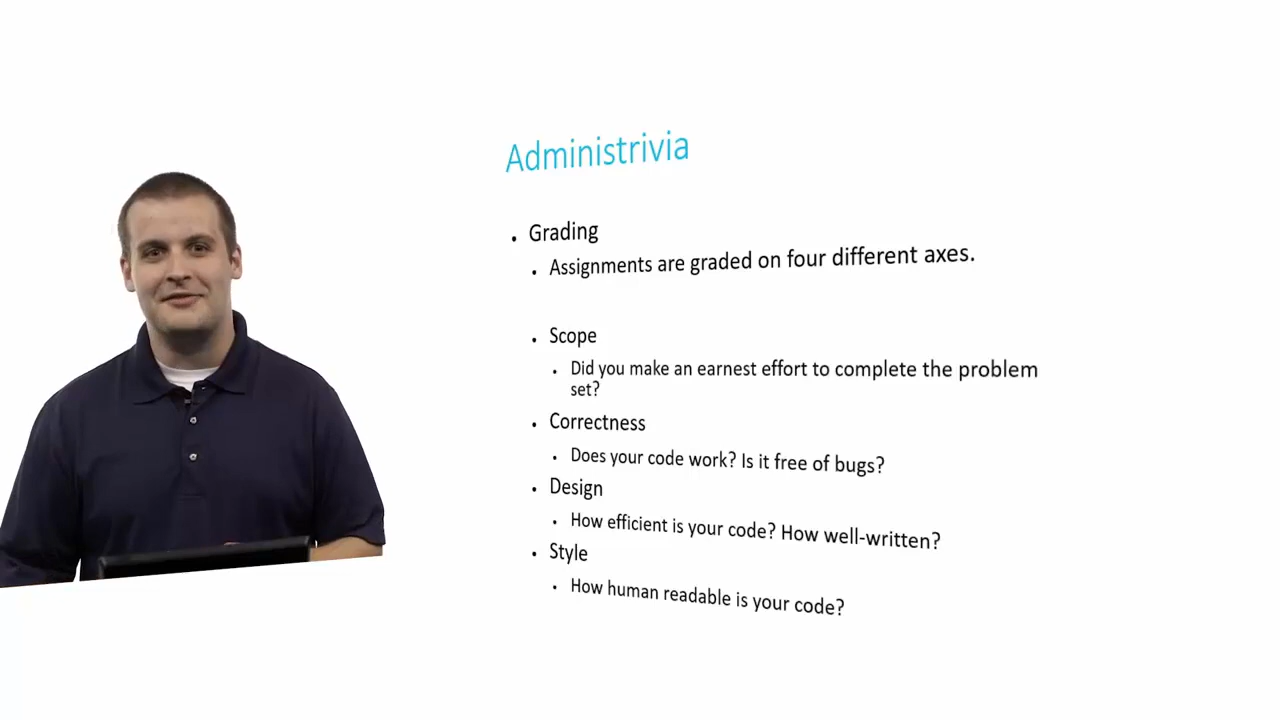 Administrivia
• Grading
• Assignments are graded on four different axes.
• Scope
• Did you make an earnest effort to complete the problem
set?
• Correctness
• Does your code work? Is it free of bugs?
• Design
• How efficient is your code? How well-written?
• Style
• How human readable is your code?